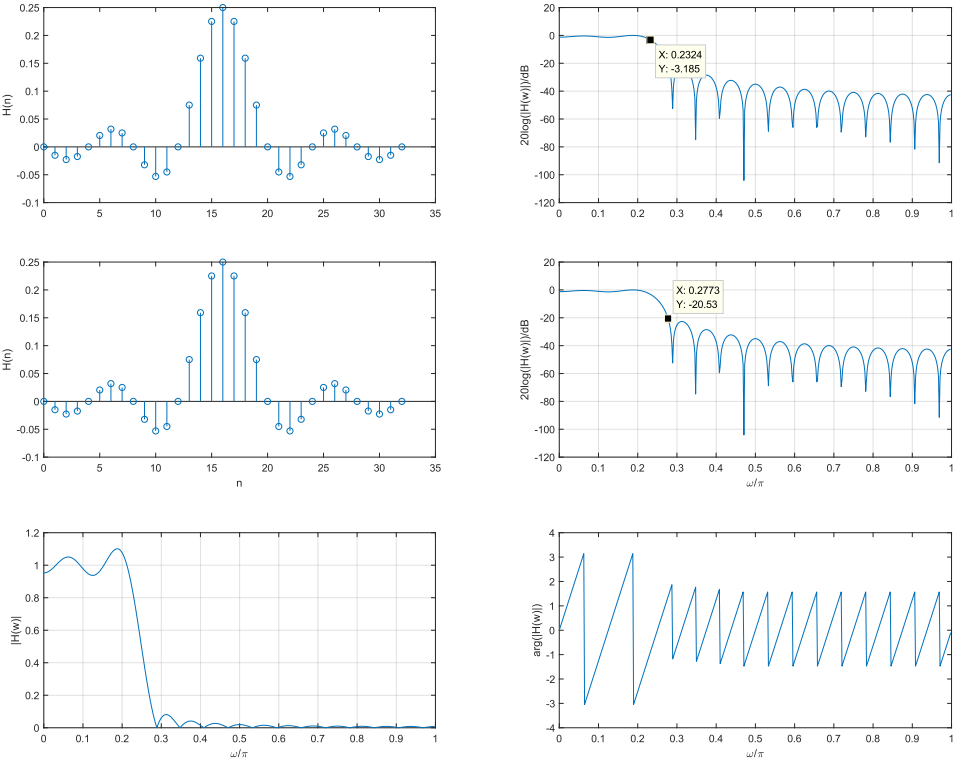 0.25
0.2
0.15
0.1
0.05
0
-0.05
-0.1
H(n)
0 5 10 15 20 25 30 35
20
0
-20
-40
-60
-80
-100
-120
20log(|H(w)|)/dB
X: 0.2324
Y: -3.185
0 0.1 0.2 0.3 0.4 0.5 0.6 0.7 0.8 0.9 1
0.25
0.2
0.15
0.1
0.05
0
-0.05
-0.1
H(n)
0 5 10 15 20 25 30 35
n
20
0
-20
-40
-60
-80
-100
-120
20log(|H(w)|)/dB
X: 0.2773
Y: -20.53
0 0.1 0.2 0.3 0.4 0.5 0.6 0.7 0.8 0.9 1
ω/π
1.2
1
0.8
0.6
0.4
0.2
0
|H(w)|
0 0.1 0.2 0.3 0.4 0.5 0.6 0.7 0.8 0.9 1
ω/π
4
3
2
1
0
-1
-2
-3
-4
arg(|H(w)|)
0 0.1 0.2 0.3 0.4 0.5 0.6 0.7 0.8 0.9 1
ω/π